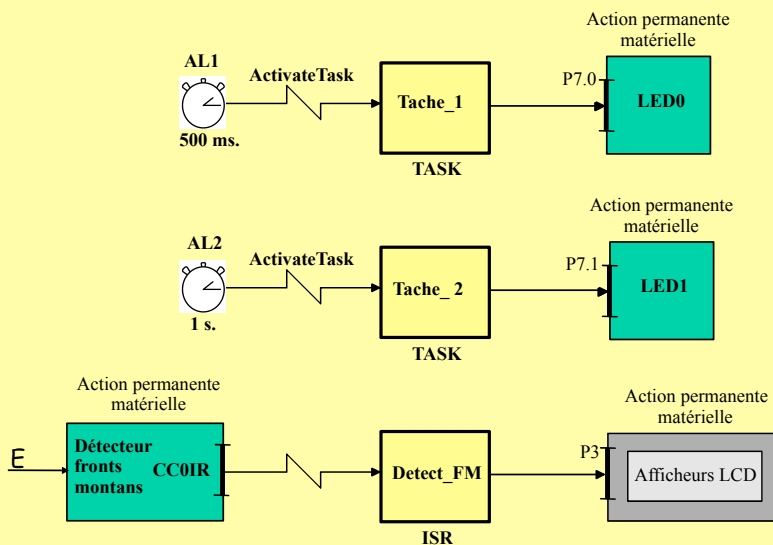 Action permanente
matérielle
AL1
ActivateTask
P7.0
Tache_1
LED0
500 ms.
TASK
Action permanente
matérielle
AL2
ActivateTask
P7.1
Tache_ 2
LED1
1 s.
TASK
Action permanente
matérielle
Action permanente
matérielle
E
Détecteur
fronts
montans
CC0IR
Detect_FM
P3
Afficheurs LCD
ISR